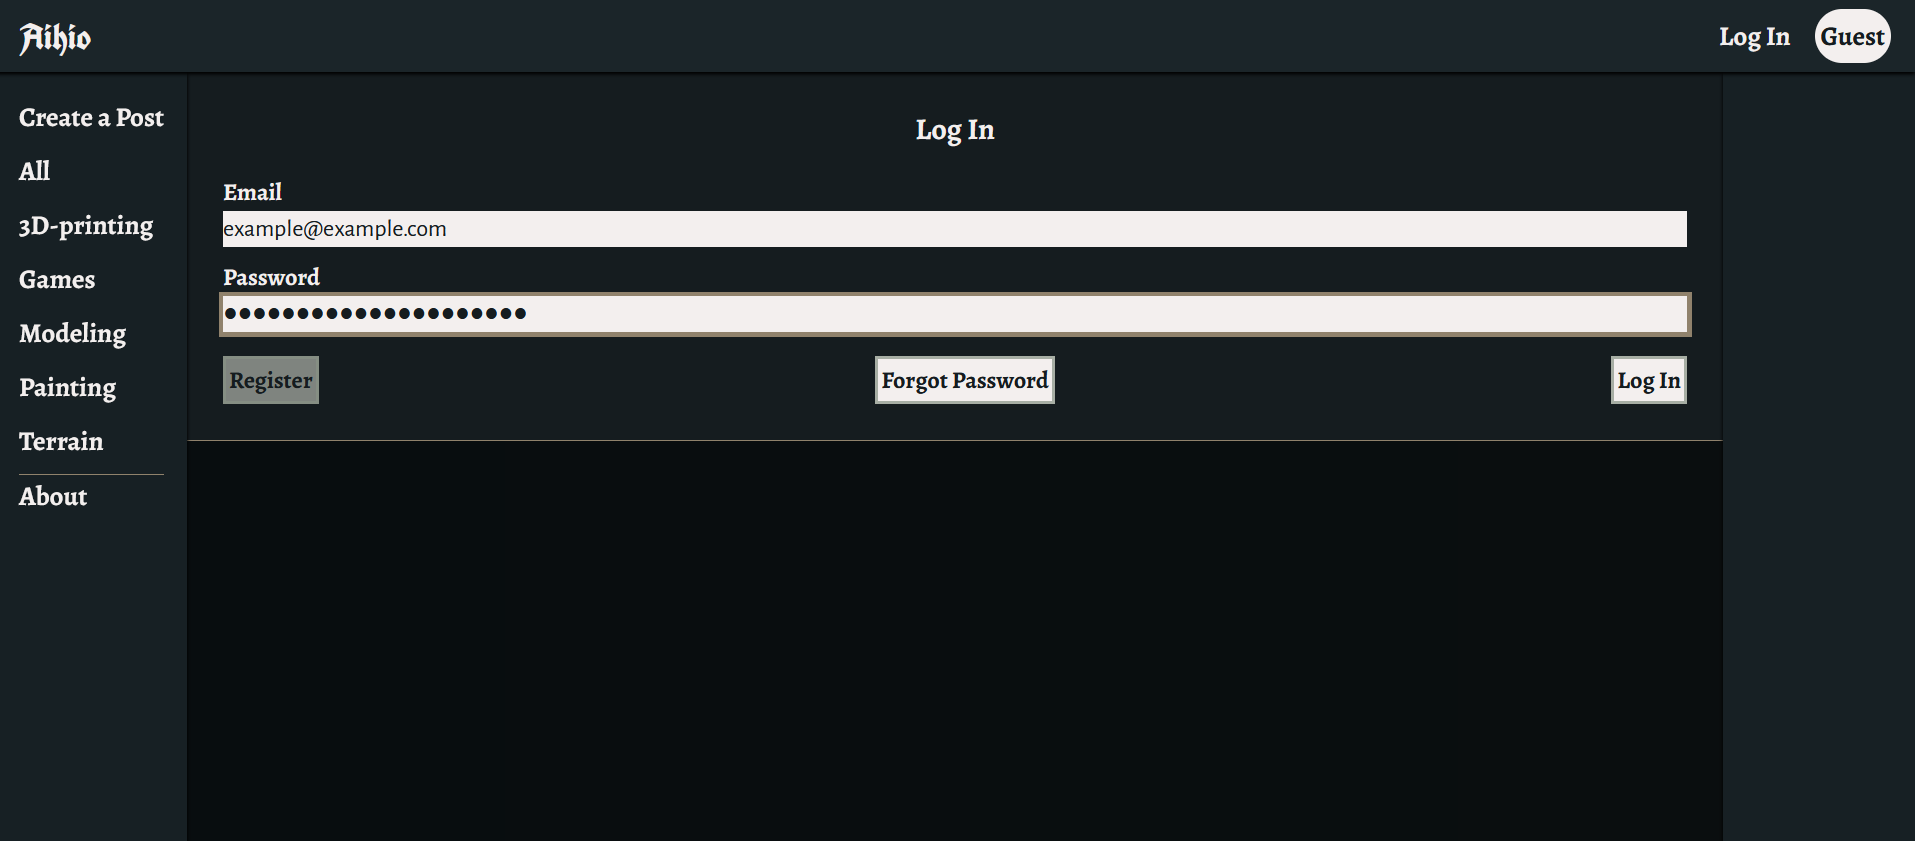 Aihio
Log In
Guest
Create a Post
All
3D-printing
Games
Modeling
Painting
Terrain
About
Log In
Email
example@example.com
Password
●●●●●●●●●●●●●●●●●●●●●
Register
Forgot Password
Log In